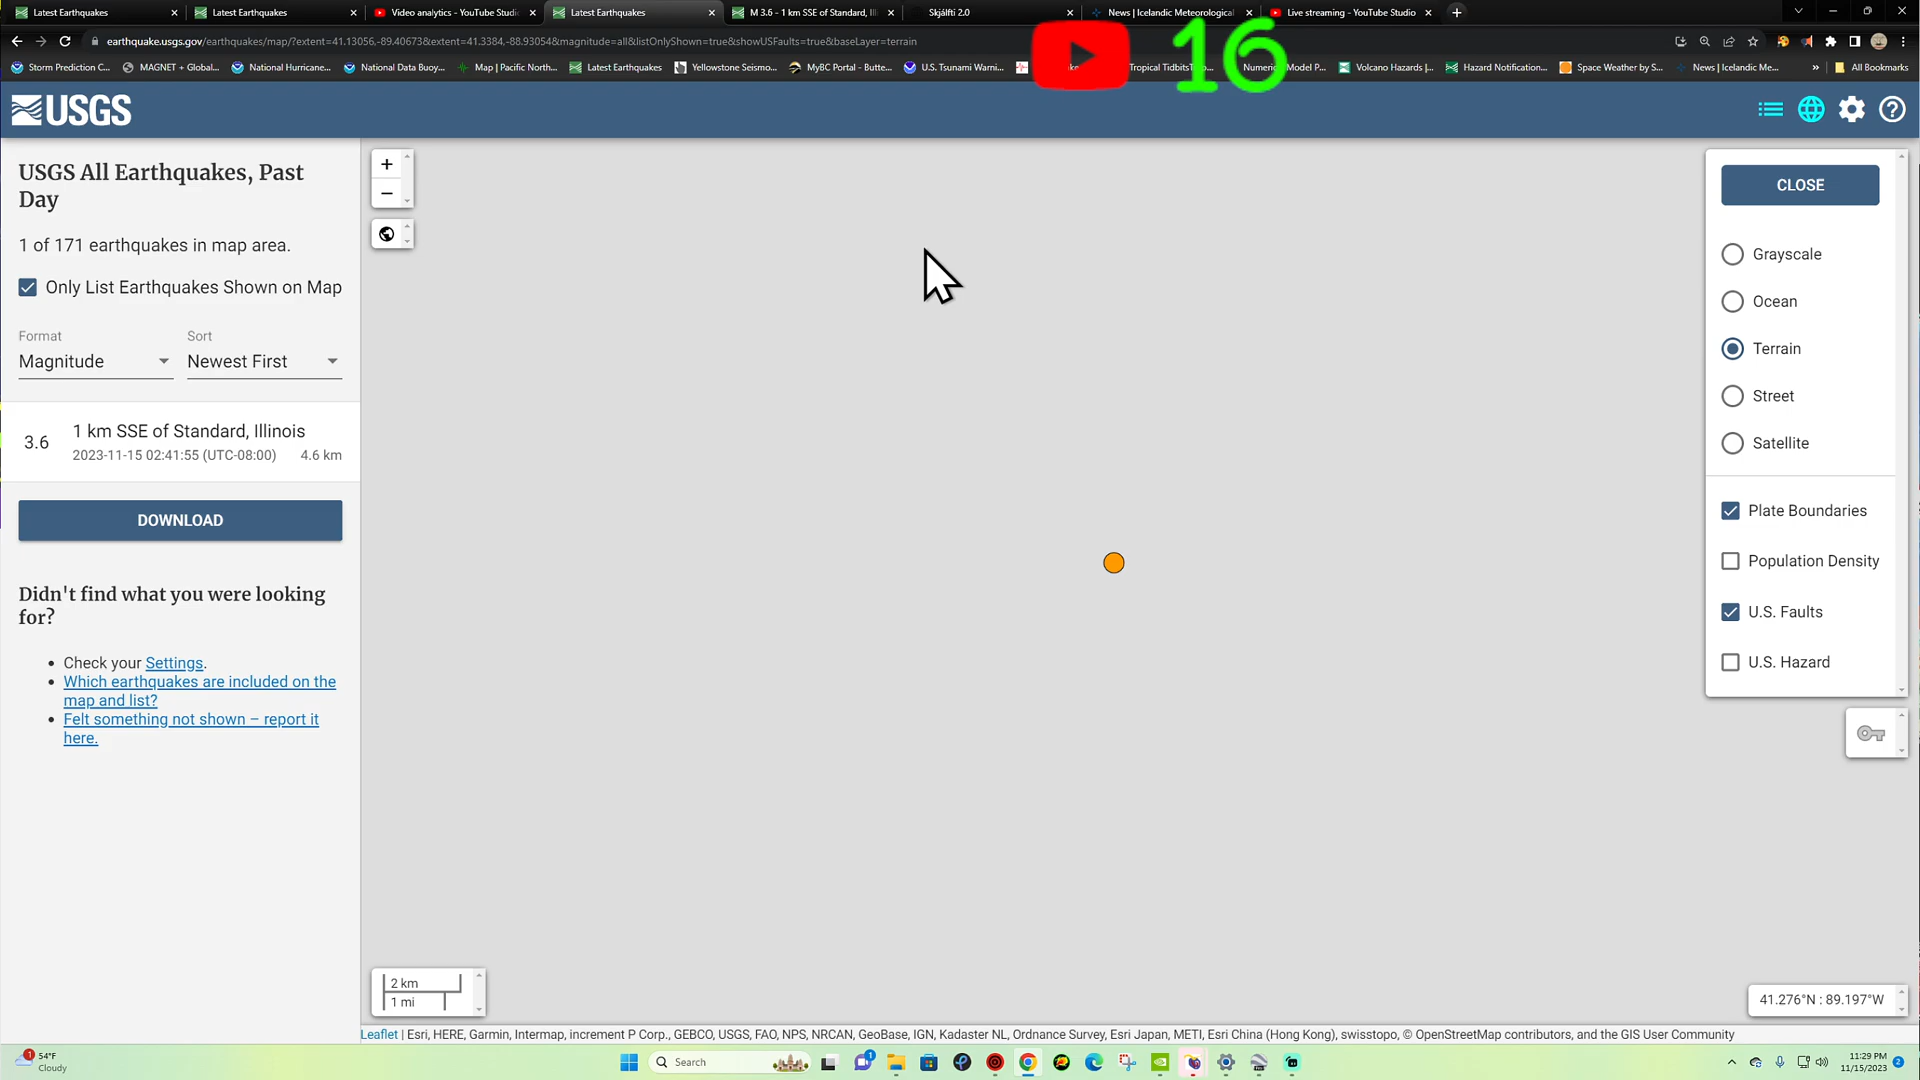 Latest Earthquakes
Latest Earthquakes
Video analytics - YouTube Studio
Latest Earthquakes
M 3.6 - 1 km SSE of Standard, Ill
Skjálfti 2.0
News | Icelandic Meteorological
Live streaming - YouTube Studio
earthquake.usgs.gov/earthquakes/map/?extent=41.13056,-89.40673&extent=41.3384,-88.93054&magnitude=all&listOnlyShown=true&showUSFaults=true&baseLayer=terrain
16
Storm Prediction C...
MAGNET + Global...
National Hurricane...
National Data Buoy...
Map | Pacific North...
Latest Earthquakes
Yellowstone Seismo...
MyBC Portal - Butte...
U.S. Tsunami Warni...
Tropical Tidbits
Model P...
Volcano Hazards |...
Hazard Notification...
Space Weather by S...
News | Icelandic Me...
All Bookmarks
USGS
USGS All Earthquakes, Past
Day
1 of 171 earthquakes in map area.
Only List Earthquakes Shown on Map
Format
Sort
Magnitude
Newest First
3.6
1 km SSE of Standard, Illinois
2023-11-15 02:41:55 (UTC-08:00)
4.6 km
DOWNLOAD
Didn't find what you were looking
for?
Check your Settings.
Which earthquakes are included on the
map and list?
Felt something not shown – report it
here.
CLOSE
Grayscale
Ocean
Terrain
Street
Satellite
Plate Boundaries
Population Density
U.S. Faults
U.S. Hazard
2 km
1 mi
41.276°N : 89.197°W
Leaflet | Esri, HERE, Garmin, Intermap, increment P Corp., GEBCO, USGS, FAO, NPS, NRCAN, GeoBase, IGN, Kadaster NL, Ordnance Survey, Esri Japan, METI, Esri China (Hong Kong), swisstopo, © OpenStreetMap contributors, and the GIS User Community
1
54°F
Cloudy
Search
1
11:29 PM
11/15/2023
2